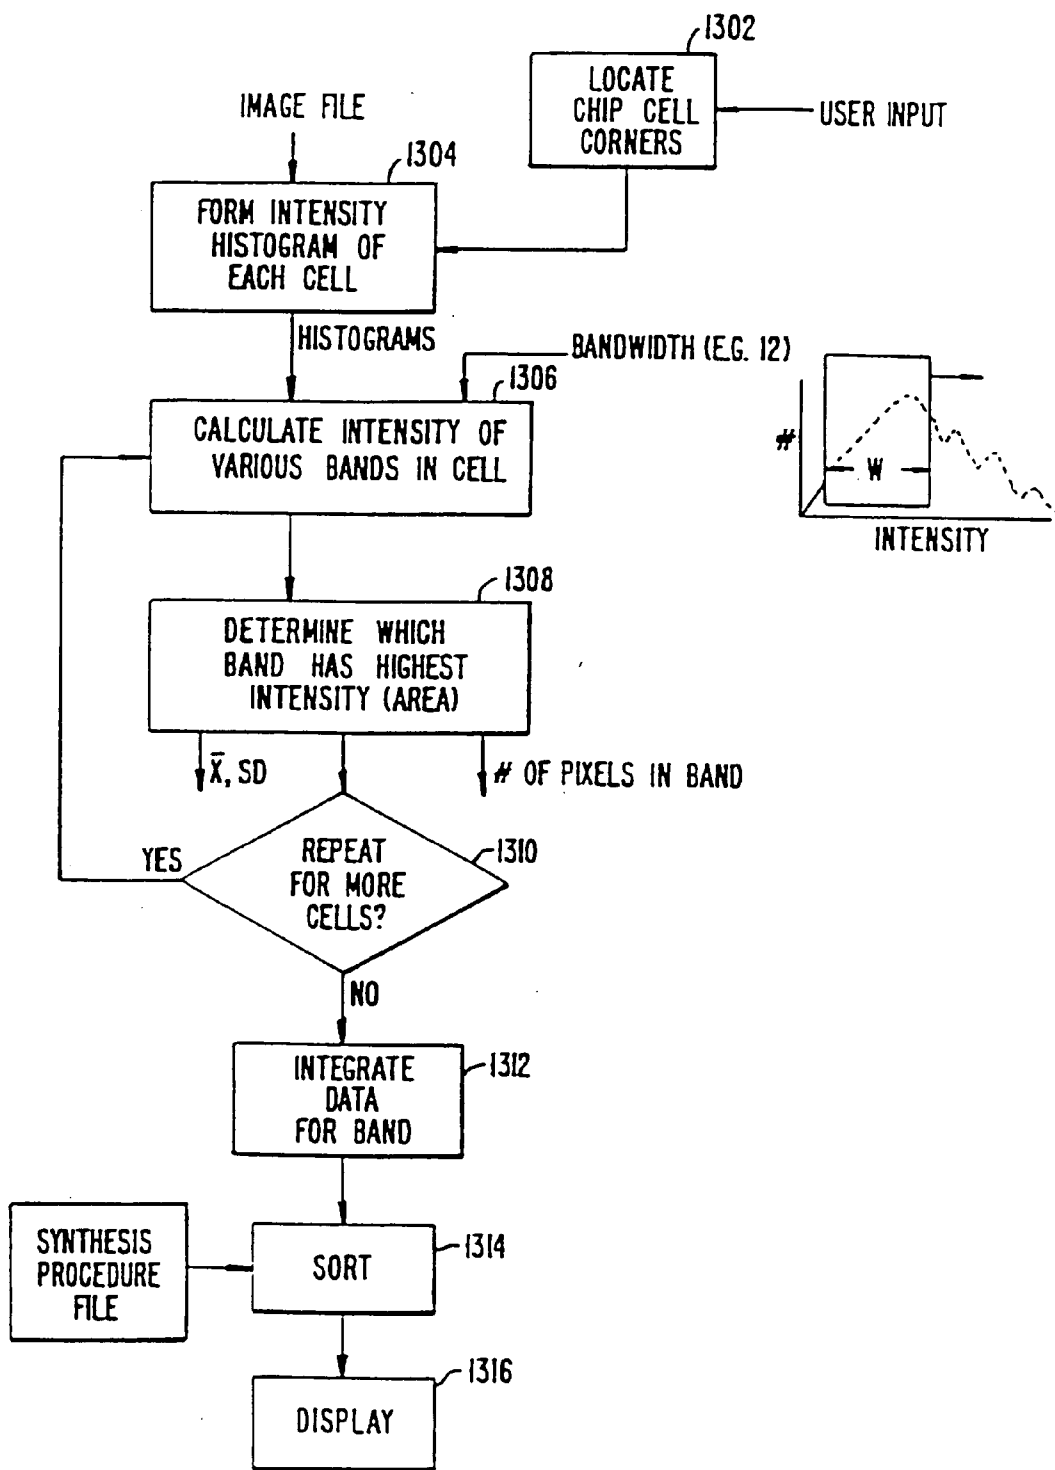 1302
LOCATE
CHIP CELL
CORNERS
USER INPUT
IMAGE FILE
1304
FORM INTENSITY
HISTOGRAM OF
EACH CELL
HISTOGRAMS
BANDWIDTH (E.G. 12)
1306
CALCULATE INTENSITY OF
VARIOUS BANDS IN CELL
#
W
INTENSITY
1308
DETERMINE WHICH
BAND HAS HIGHEST
INTENSITY (AREA)
X̄, SD
# OF PIXELS IN BAND
1310
REPEAT
FOR MORE
CELLS?
YES
NO
1312
INTEGRATE
DATA
FOR BAND
SYNTHESIS
PROCEDURE
FILE
1314
SORT
1316
DISPLAY